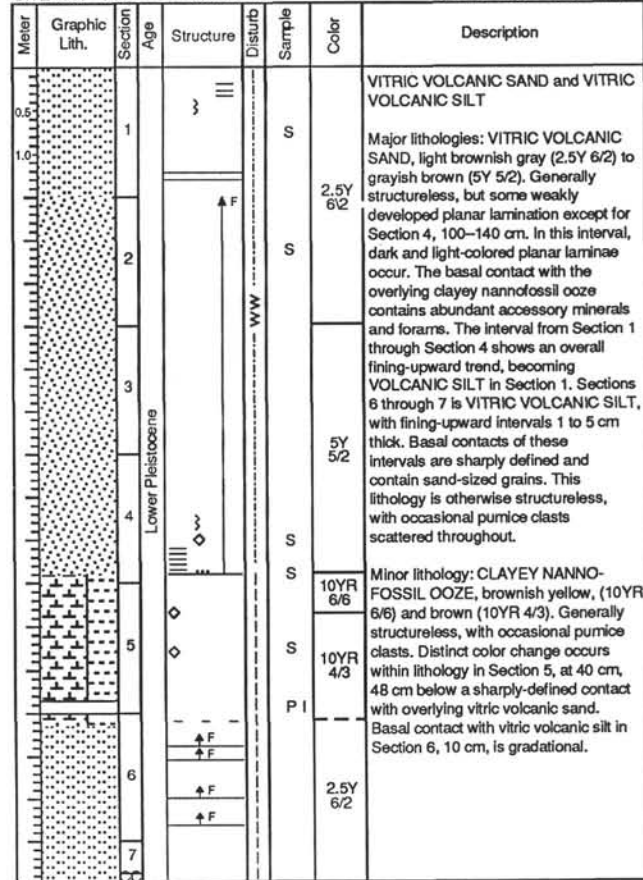 Meter
Graphic
Lith.
Section
Age
Structure
Disturb
Sample
Color
Description
0.5
1.0
1
2
3
4
5
6
7
Lower Pleistocene
F
F
F
F
F
WW
S
S
S
S
S
P I
2.5Y
6\2
5Y
5/2
10YR
6/6
10YR
4/3
2.5Y
6/2
VITRIC VOLCANIC SAND and VITRIC
VOLCANIC SILT
Major lithologies: VITRIC VOLCANIC
SAND, light brownish gray (2.5Y 6/2) to
grayish brown (5Y 5/2). Generally
structureless, but some weakly
developed planar lamination except for
Section 4, 100–140 cm. In this interval,
dark and light-colored planar laminae
occur. The basal contact with the
overlying clayey nannofossil ooze
contains abundant accessory minerals
and forams. The interval from Section 1
through Section 4 shows an overall
fining-upward trend, becoming
VOLCANIC SILT in Section 1. Sections
6 through 7 is VITRIC VOLCANIC SILT,
with fining-upward intervals 1 to 5 cm
thick. Basal contacts of these
intervals are sharply defined and
contain sand-sized grains. This
lithology is otherwise structureless,
with occasional pumice clasts
scattered throughout.
Minor lithology: CLAYEY NANNO-
FOSSIL OOZE, brownish yellow, (10YR
6/6) and brown (10YR 4/3). Generally
structureless, with occasional pumice
clasts. Distinct color change occurs
within lithology in Section 5, at 40 cm,
48 cm below a sharply-defined contact
with overlying vitric volcanic sand.
Basal contact with vitric volcanic silt in
Section 6, 10 cm, is gradational.